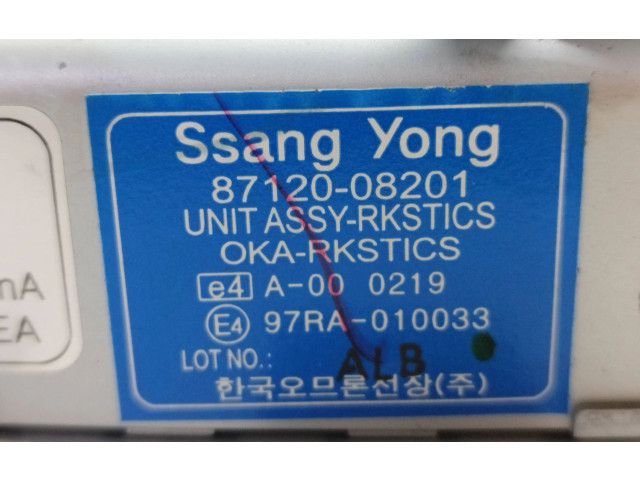 Ssang Yong
87120-08201
UNIT ASSY-RKSTICS
OKA-RKSTICS
e4 A-00 0219
E4 97RA-010033
LOT NO.: ALB
한국오므론전장(주)
mA
EA